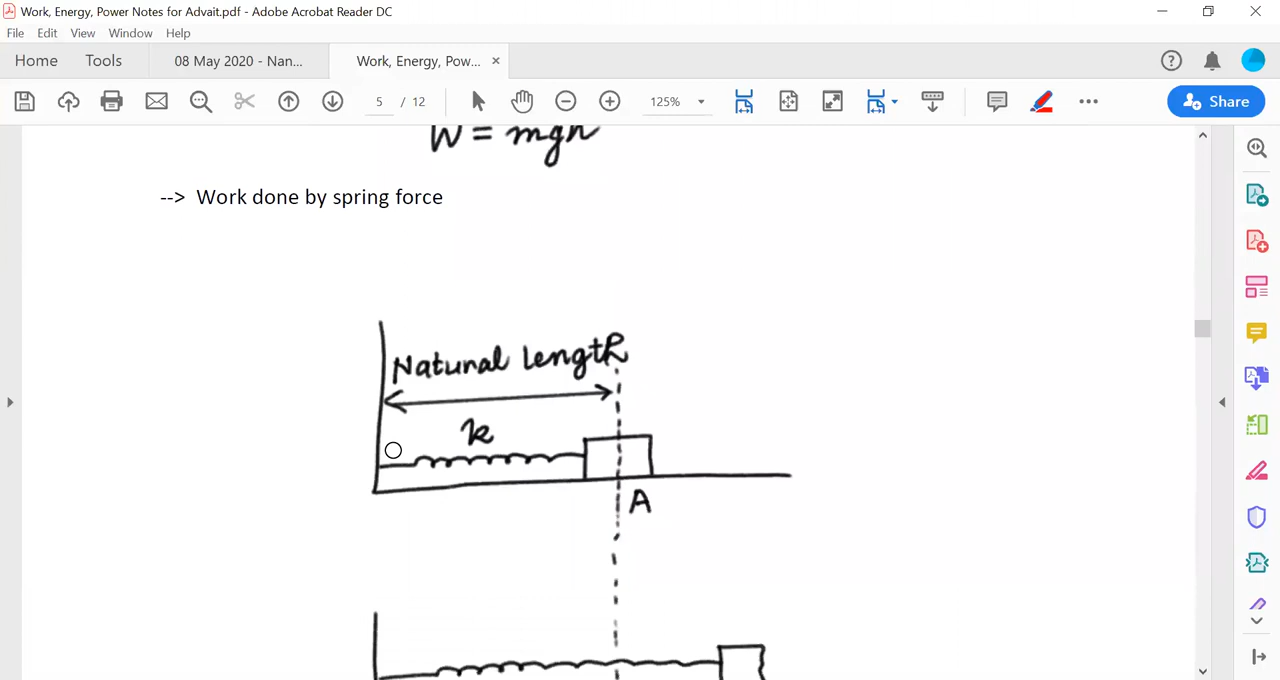 Work, Energy, Power Notes for Advait.pdf - Adobe Acrobat Reader DC
File Edit View Window Help
Home Tools 08 May 2020 - Nan... Work, Energy, Pow... ×
5 / 12 125% Share
W = mgh
--> Work done by spring force
Natural length
k
A